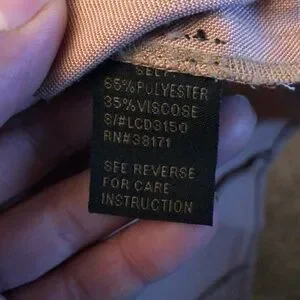 SELF:
65%POLYESTER
35%VISCOSE
S/#LCD3150
RN#38171
SEE REVERSE
FOR CARE
INSTRUCTION